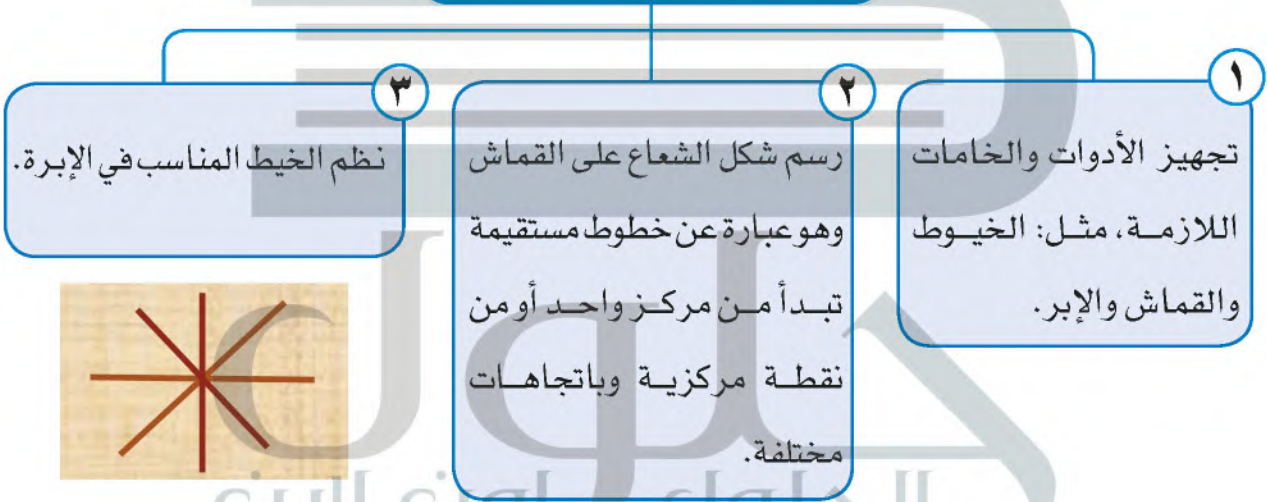 ١
تجهيز الأدوات والخامات
اللازمة، مثل: الخيوط
والقماش والإبر.
٢
رسم شكل الشعاع على القماش
وهو عبارة عن خطوط مستقيمة
تبدأ من مركز واحد أو من
نقطة مركزية وباتجاهات
مختلفة.
٣
نظم الخيط المناسب في الإبرة.
حلول